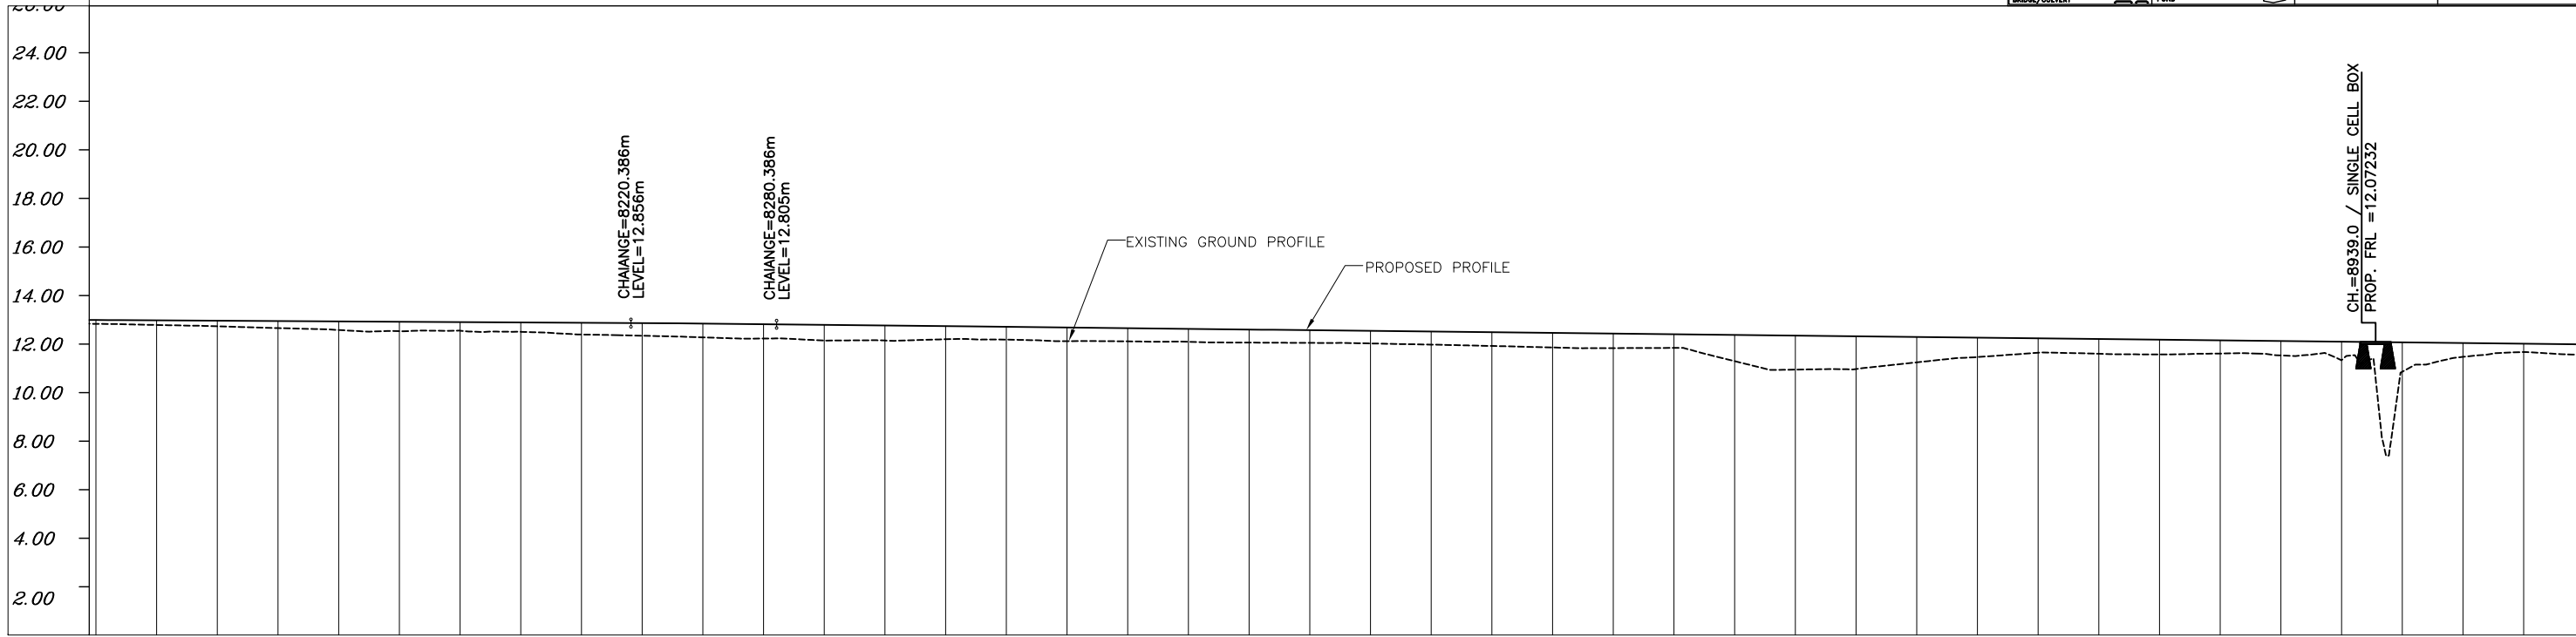 24.00
22.00
20.00
18.00
16.00
14.00
12.00
10.00
8.00
6.00
4.00
2.00
CHAIANGE=8220.386m
LEVEL=12.856m
CHAIANGE=8280.386m
LEVEL=12.805m
EXISTING GROUND PROFILE
PROPOSED PROFILE
CH.=8939.0 / SINGLE CELL BOX
PROP. FRL =12.07232